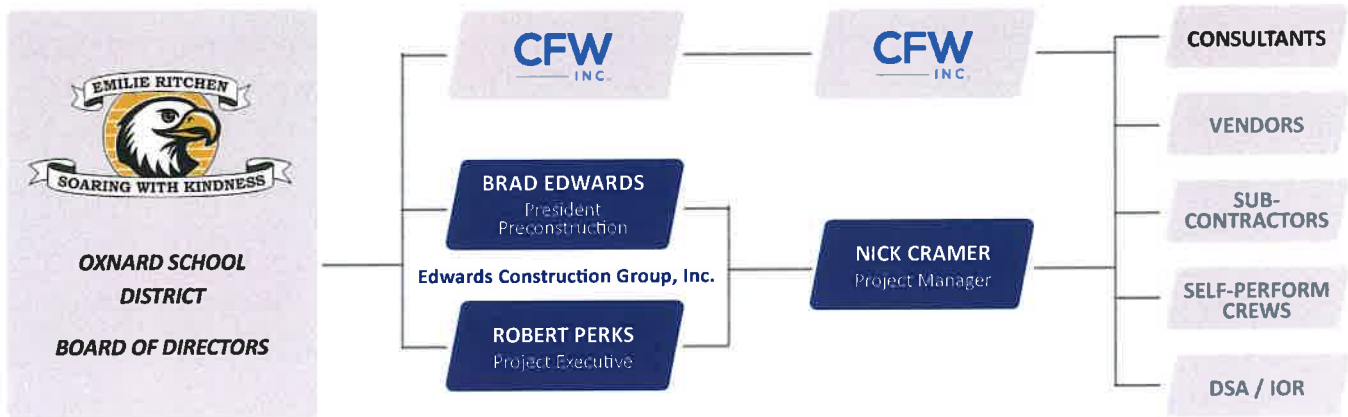 EMILIE RITCHEN
SOARING WITH KINDNESS
OXNARD SCHOOL
DISTRICT
BOARD OF DIRECTORS
CFW
INC.
BRAD EDWARDS
President
Preconstruction
Edwards Construction Group, Inc.
ROBERT PERKS
Project Executive
CFW
INC.
NICK CRAMER
Project Manager
CONSULTANTS
VENDORS
SUB-
CONTRACTORS
SELF-PERFORM
CREWS
DSA / IOR